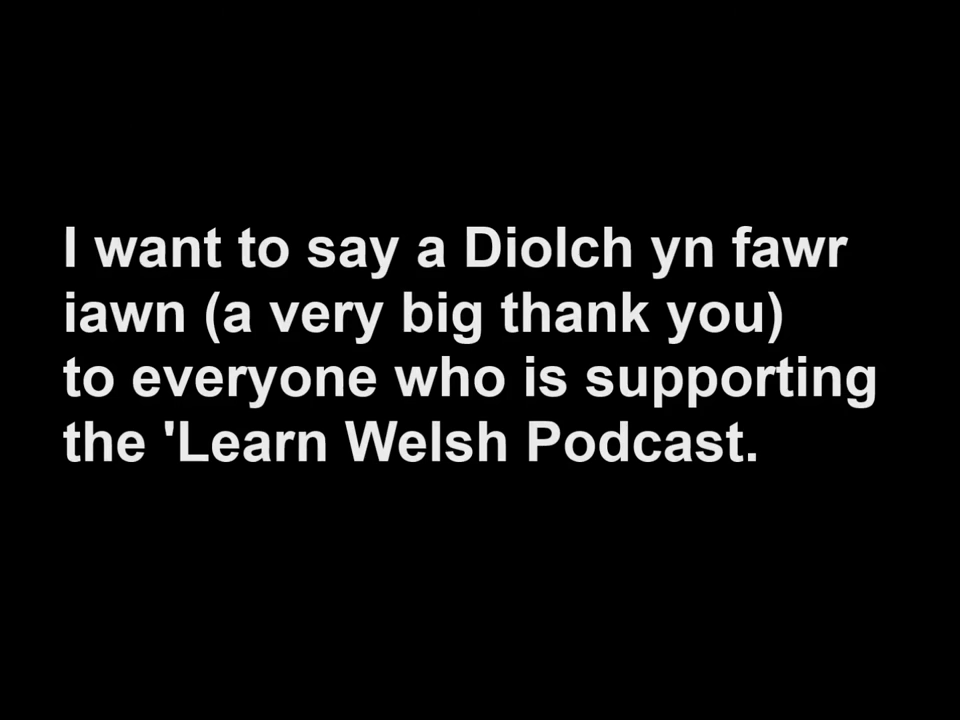 I want to say a Diolch yn fawr
iawn (a very big thank you)
to everyone who is supporting
the 'Learn Welsh Podcast.